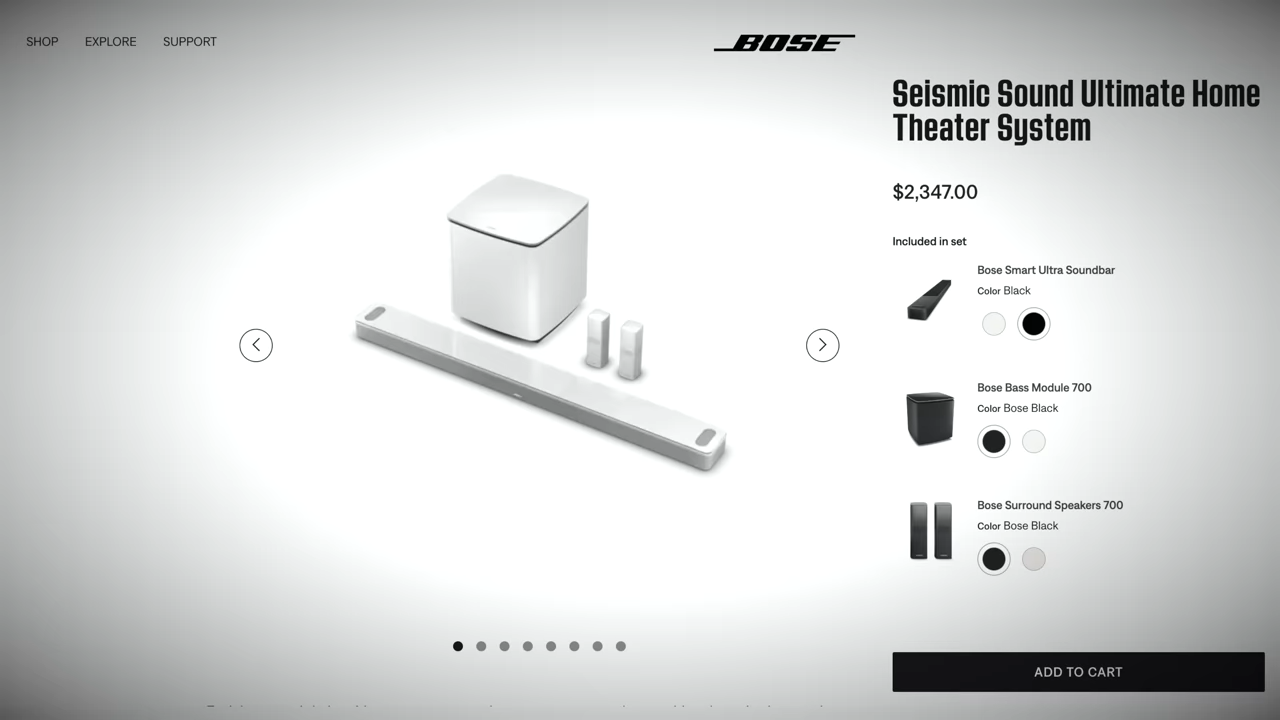 SHOP EXPLORE SUPPORT
BOSE
Seismic Sound Ultimate Home
Theater System
$2,347.00
Included in set
Bose Smart Ultra Soundbar
Color Black
Bose Bass Module 700
Color Bose Black
Bose Surround Speakers 700
Color Bose Black
ADD TO CART